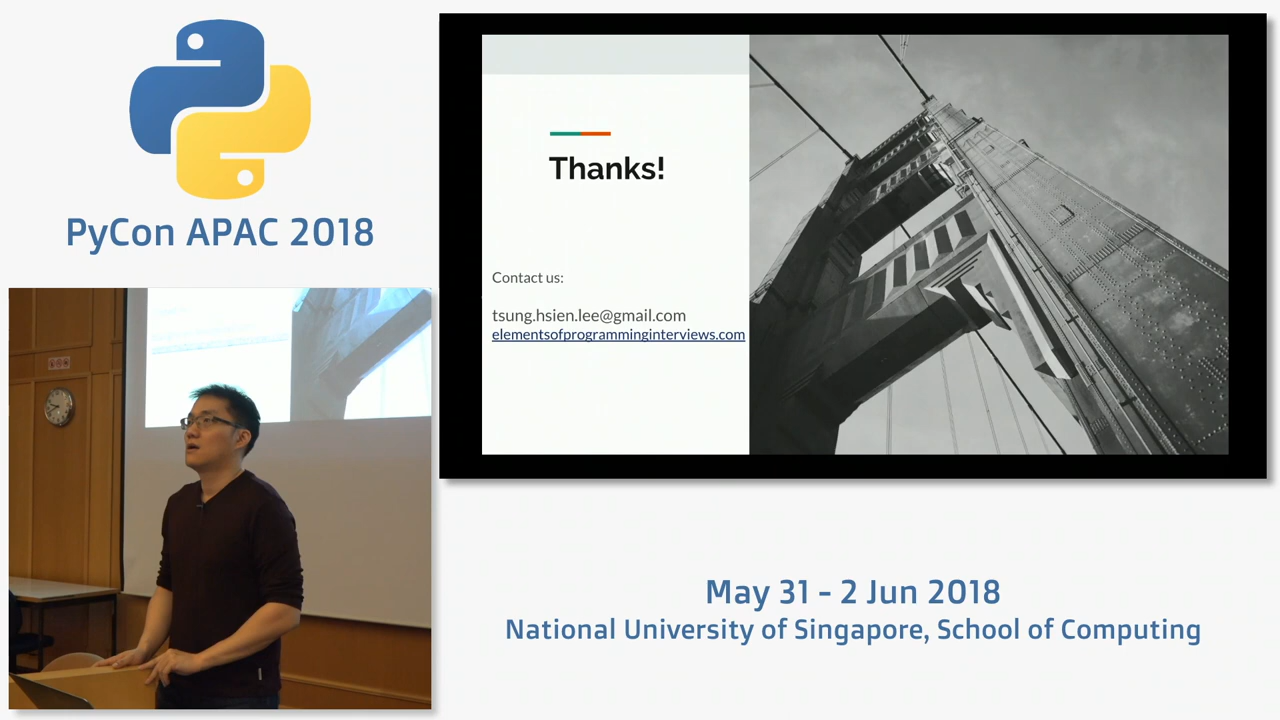 PyCon APAC 2018
Thanks!
Contact us:
tsung.hsien.lee@gmail.com
elementsofprogramminginterviews.com
May 31 - 2 Jun 2018
National University of Singapore, School of Computing